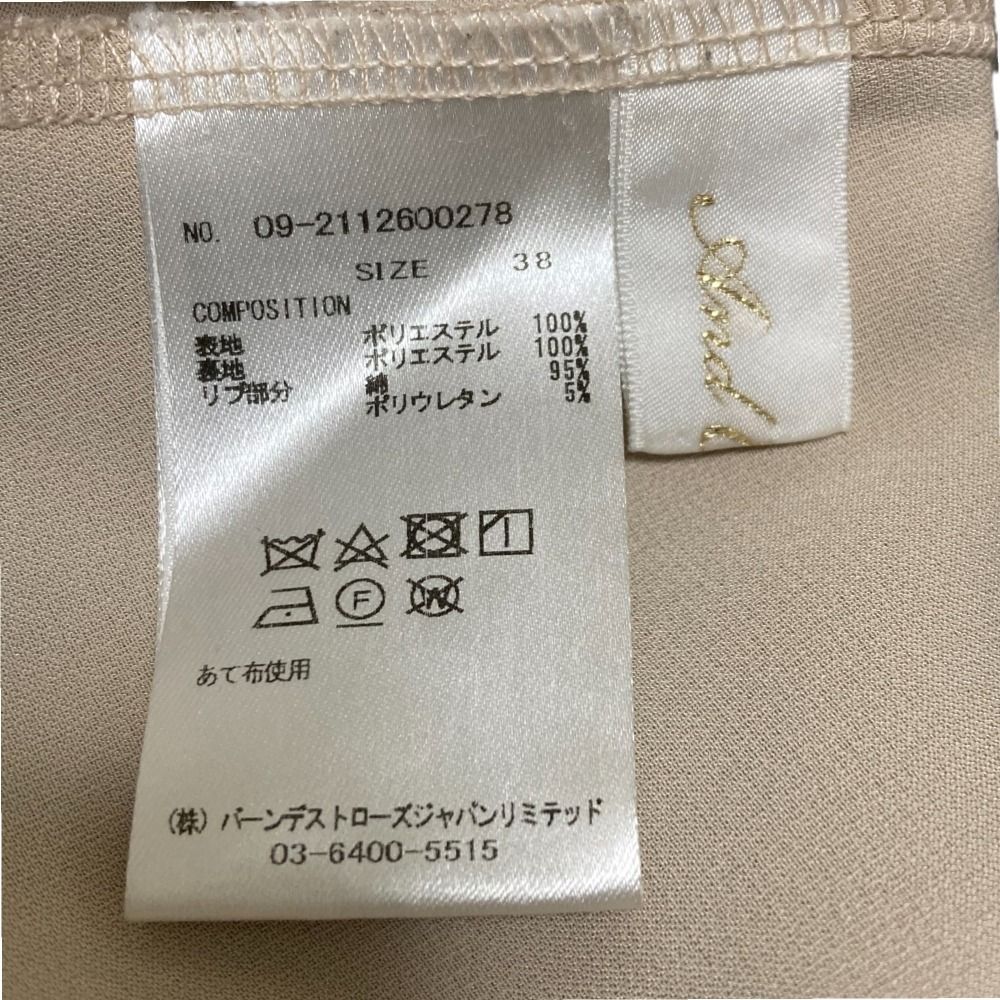 NO. 09-2112600278
SIZE 38
COMPOSITION
表地 ポリエステル 100%
裏地 ポリエステル 100%
リブ部分 綿 95%
ポリウレタン 5%
F
W
あて布使用
(株) バーンデストローズジャパンリミテッド
03-6400-5515
And